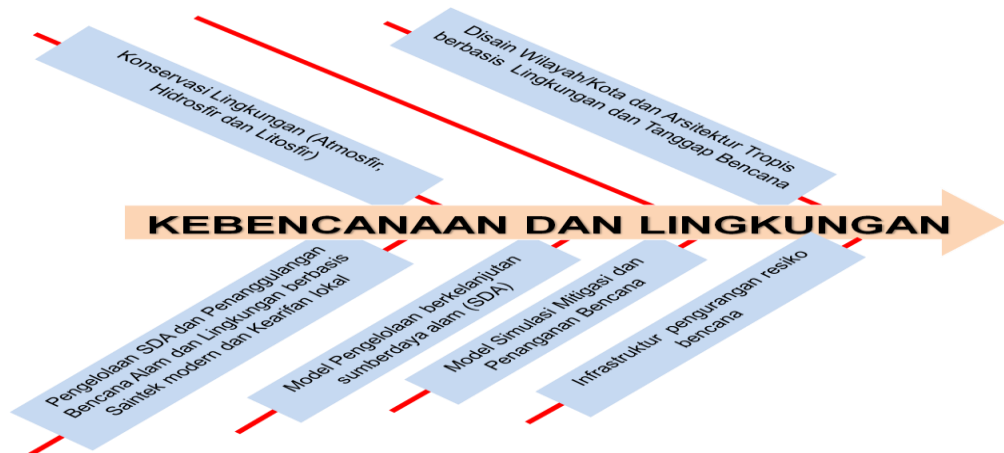 Konservasi Lingkungan (Atmosfir,
Hidrosfir dan Litosfir)
Disain Wilayah/Kota dan Arsitektur Tropis
berbasis Lingkungan dan Tanggap Bencana
KEBENCANAAN DAN LINGKUNGAN
Pengelolaan SDA dan Penanggulangan
Bencana Alam dan Lingkungan berbasis
Saintek modern dan Kearifan lokal
Model Pengelolaan berkelanjutan
sumberdaya alam (SDA)
Model Simulasi Mitigasi dan
Penanganan Bencana
Infrastruktur pengurangan resiko
bencana